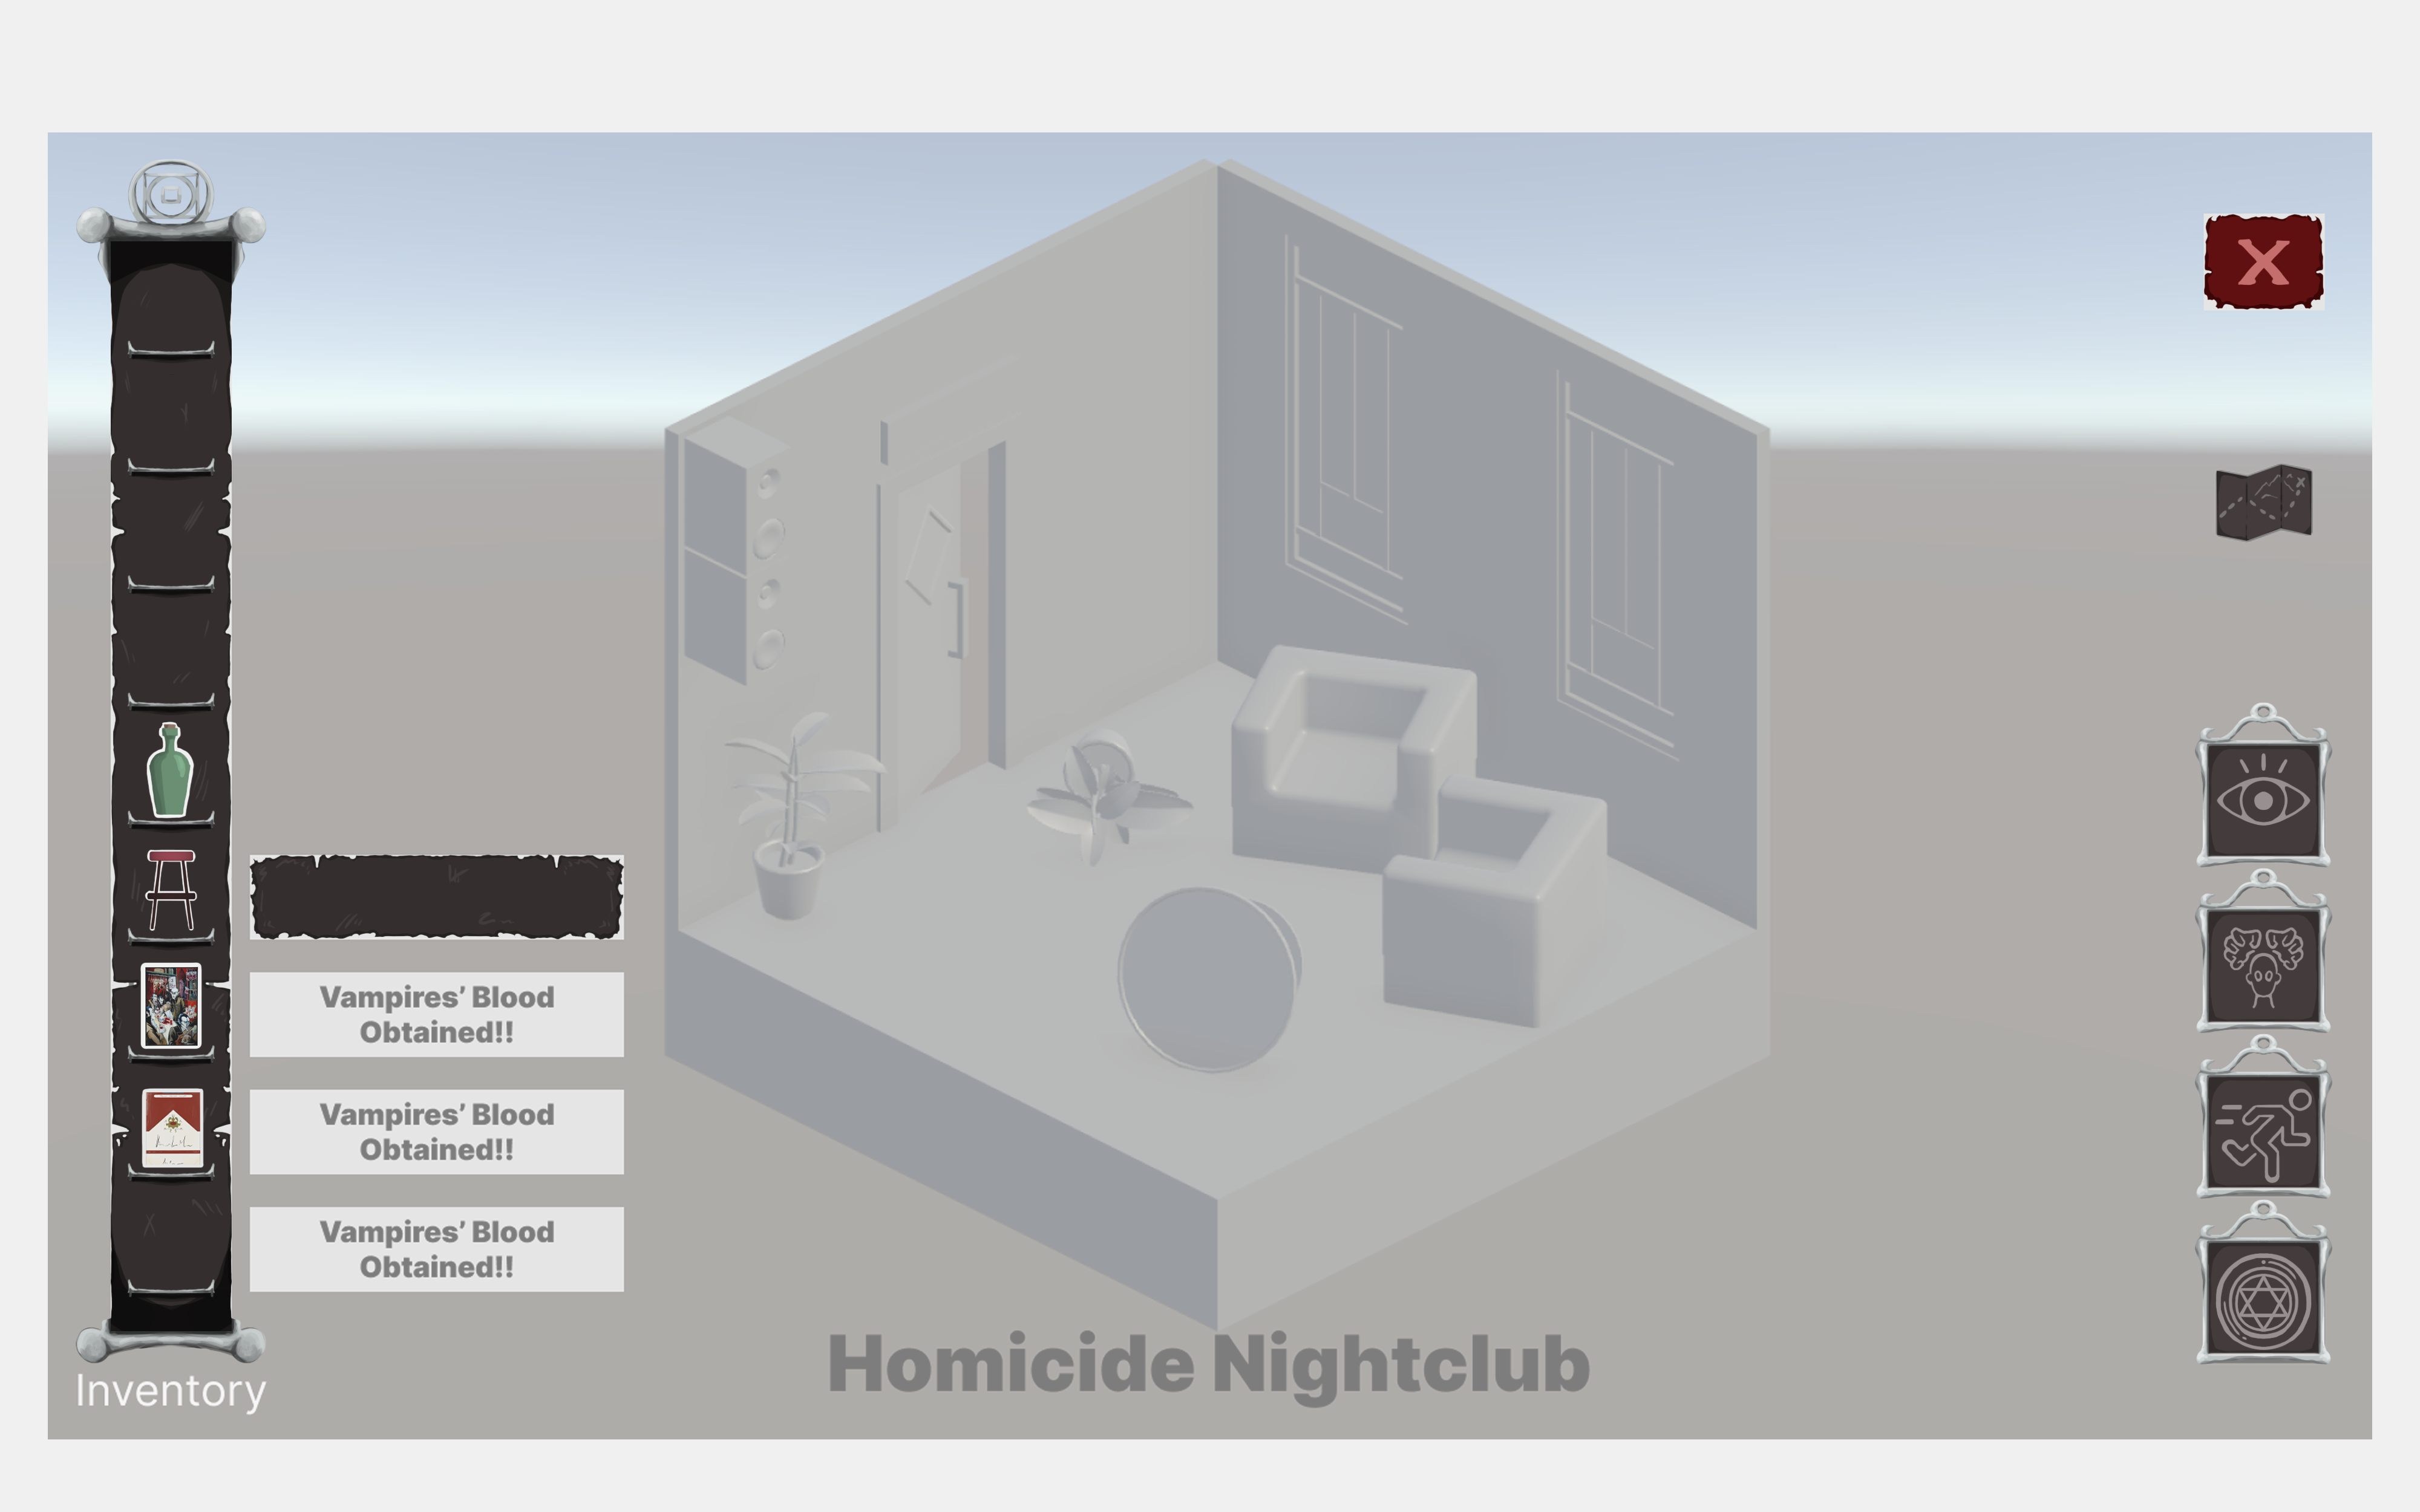 X
Vampires’ Blood
Obtained!!
Vampires’ Blood
Obtained!!
Vampires’ Blood
Obtained!!
Homicide Nightclub
Inventory